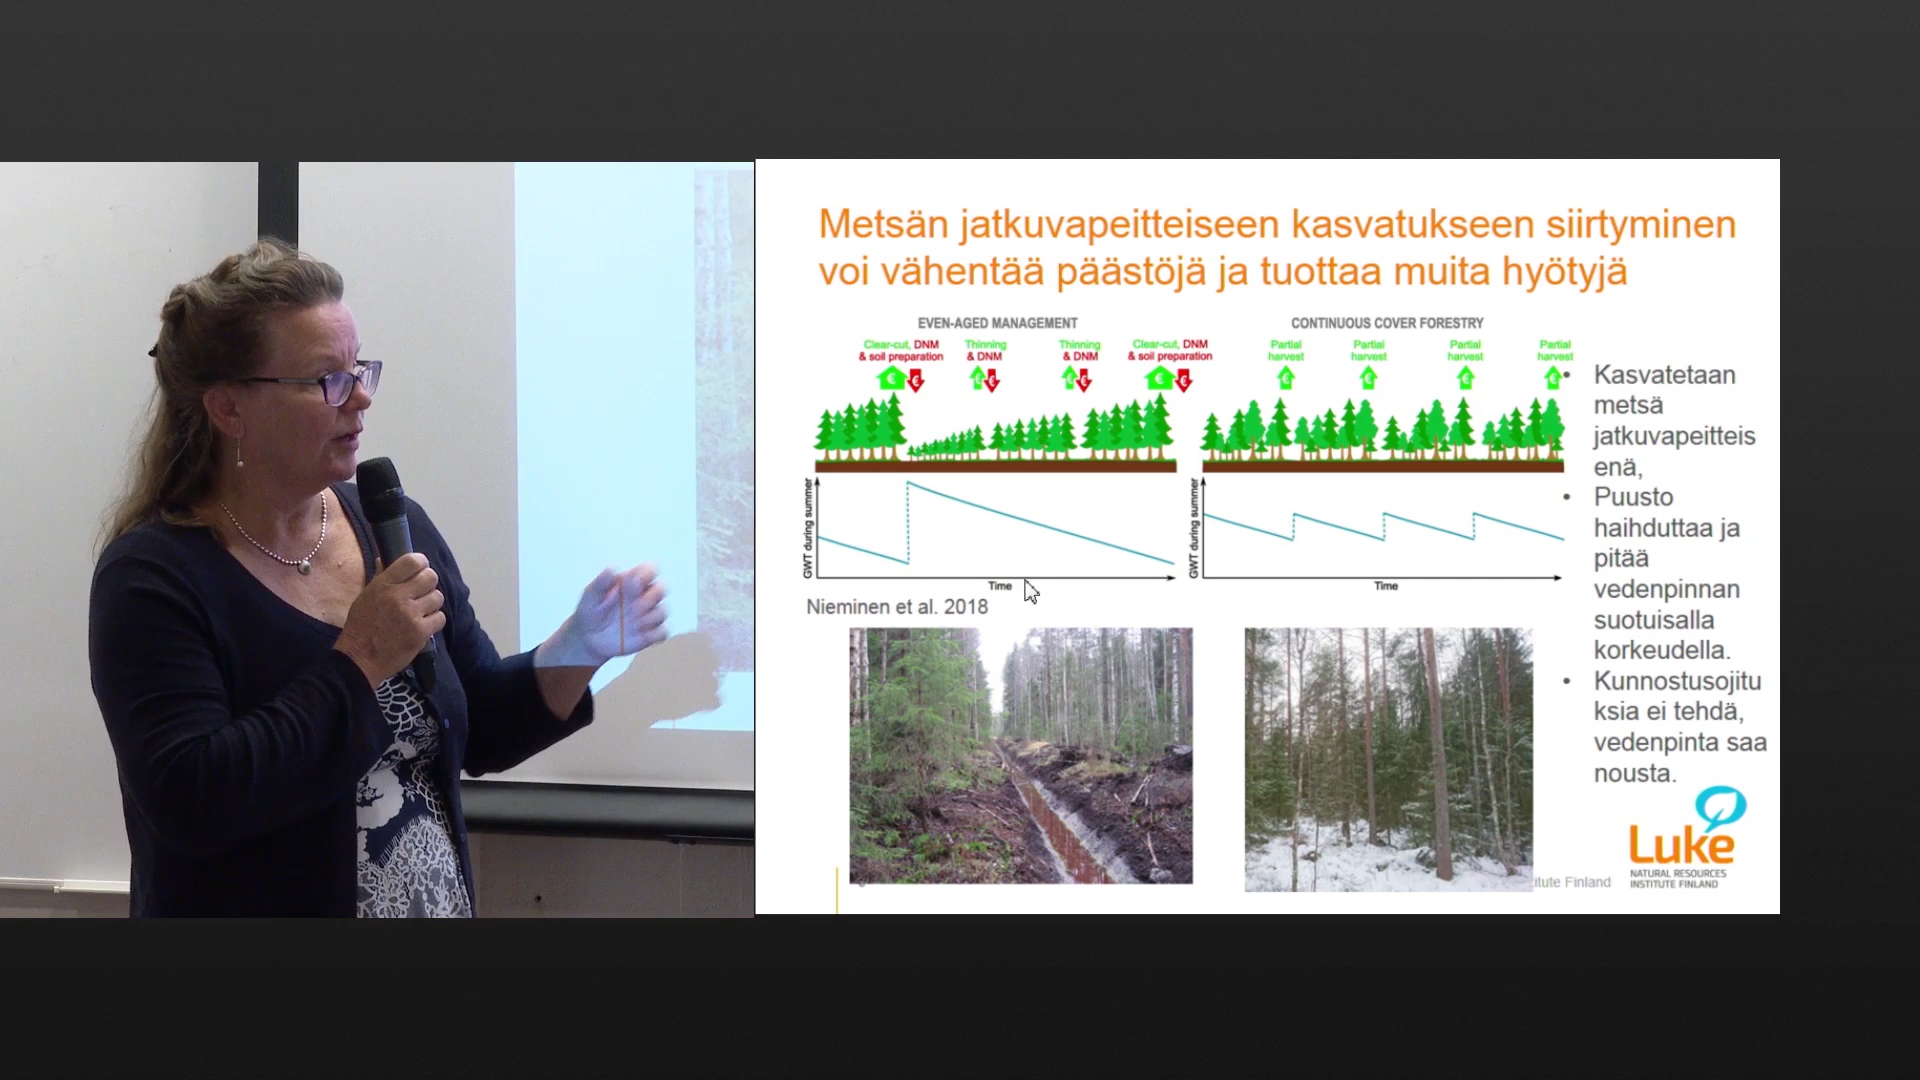 Metsän jatkuvapeitteiseen kasvatukseen siirtyminen
voi vähentää päästöjä ja tuottaa muita hyötyjä
EVEN-AGED MANAGEMENT
Clear-cut, DNM
& soil preparation
Thinning
& DNM
Thinning
& DNM
Clear-cut, DNM
& soil preparation
€ €
€ €
€ €
€ €
GWT during summer
Time
CONTINUOUS COVER FORESTRY
Partial
harvest
Partial
harvest
Partial
harvest
Partial
harvest
€
€
€
€
GWT during summer
Time
Nieminen et al. 2018
• Kasvatetaan
metsä
jatkuvapeitteis
enä,
• Puusto
haihduttaa ja
pitää
vedenpinnan
suotuisalla
korkeudella.
• Kunnostusojitu
ksia ei tehdä,
vedenpinta saa
nousta.
Luke
NATURAL RESOURCES
INSTITUTE FINLAND
Finland